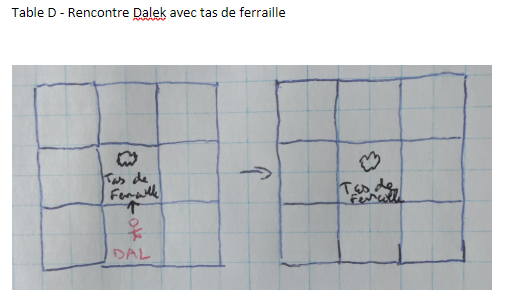 Table D - Rencontre Dalek avec tas de ferraille
Tas de
Ferraille
DAL
Tas de
Ferraille